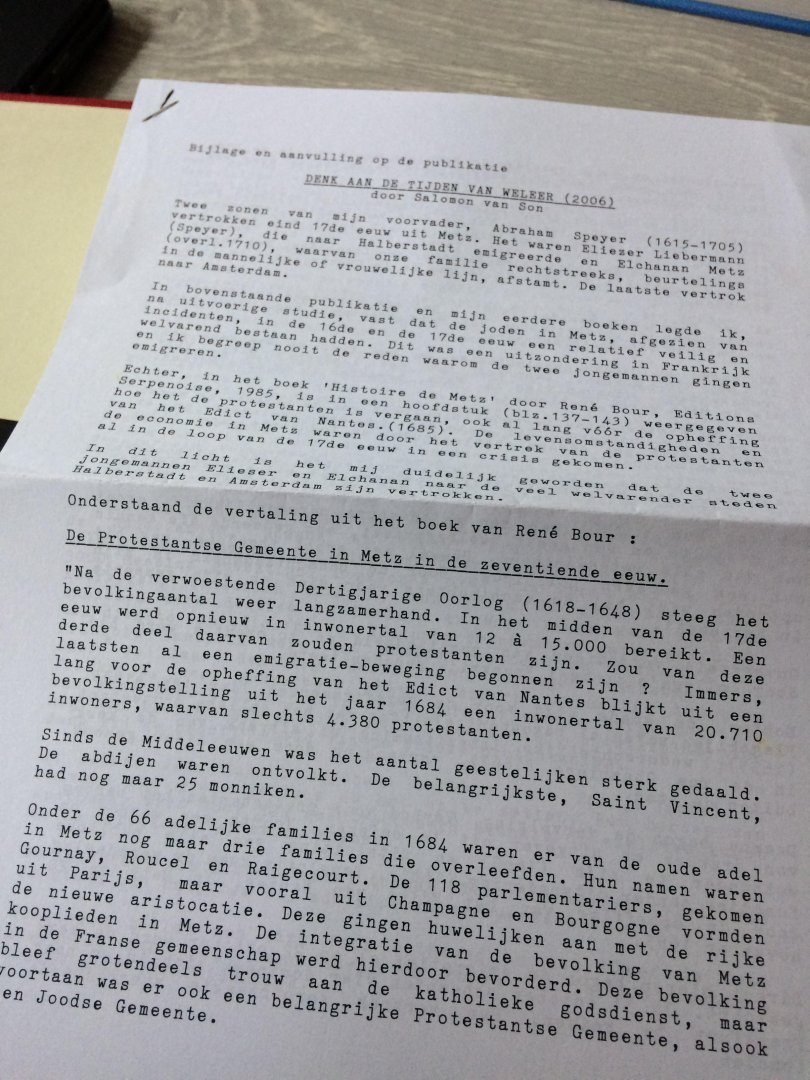 Bijlage en aanvulling op de publikatie
DENK AAN DE TIJDEN VAN WELEER (2006)
door Salomon van Son
Twee zonen van mijn voorvader, Abraham Speyer (1615-1705)
vertrokken eind 17de eeuw uit Metz. Het waren Eliezer Liebermann
(Speyer), die naar Halberstadt emigreerde en Elchanan Metz
(overl.1710), waarvan onze familie rechtstreeks, beurtelings
in de mannelijke of vrouwelijke lijn, afstamt. De laatste vertrok
naar Amsterdam.
In bovenstaande publikatie en mijn eerdere boeken legde ik,
na uitvoerige studie, vast dat de joden in Metz, afgezien van
incidenten, in de 16de en de 17de eeuw een relatief veilig en
welvarend bestaan hadden. Dit was een uitzondering in Frankrijk
en ik begreep nooit de reden waarom de twee jongemannen gingen
emigreren.
Echter, in het boek 'Histoire de Metz' door René Bour, Editions
Serpenoise, 1985, is in een hoofdstuk (blz.137-143) weergegeven
hoe het de protestanten is vergaan, ook al lang vóór de opheffing
van het Edict van Nantes.(1685). De levensomstandigheden en
de economie in Metz waren door het vertrek van de protestanten
al in de loop van de 17de eeuw in een crisis gekomen.
In dit licht is het mij duidelijk geworden dat de twee
jongemannen Elieser en Elchanan naar de veel welvarender steden
Halberstadt en Amsterdam zijn vertrokken.
Onderstaand de vertaling uit het boek van René Bour :
De Protestantse Gemeente in Metz in de zeventiende eeuw.
"Na de verwoestende Dertigjarige Oorlog (1618-1648) steeg het
bevolkingaantal weer langzamerhand. In het midden van de 17de
eeuw werd opnieuw in inwonertal van 12 à 15.000 bereikt. Een
derde deel daarvan zouden protestanten zijn. Zou van deze
laatsten al een emigratie-beweging begonnen zijn ? Immers,
lang voor de opheffing van het Edict van Nantes blijkt uit een
bevolkingstelling uit het jaar 1684 een inwonertal van 20.710
inwoners, waarvan slechts 4.380 protestanten.
Sinds de Middeleeuwen was het aantal geestelijken sterk gedaald.
De abdijen waren ontvolkt. De belangrijkste, Saint Vincent,
had nog maar 25 monniken.
Onder de 66 adelijke families in 1684 waren er van de oude adel
in Metz nog maar drie families die overleefden. Hun namen waren
Gournay, Roucel en Raigecourt. De 118 parlementariers, gekomen
uit Parijs, maar vooral uit Champagne en Bourgogne vormden
de nieuwe aristocatie. Deze gingen huwelijken aan met de rijke
kooplieden in Metz. De integratie van de bevolking van Metz
in de Franse gemeenschap werd hierdoor bevorderd. Deze bevolking
bleef grotendeels trouw aan de katholieke godsdienst, maar
voortaan was er ook een belangrijke Protestantse Gemeente, alsook
en Joodse Gemeente.